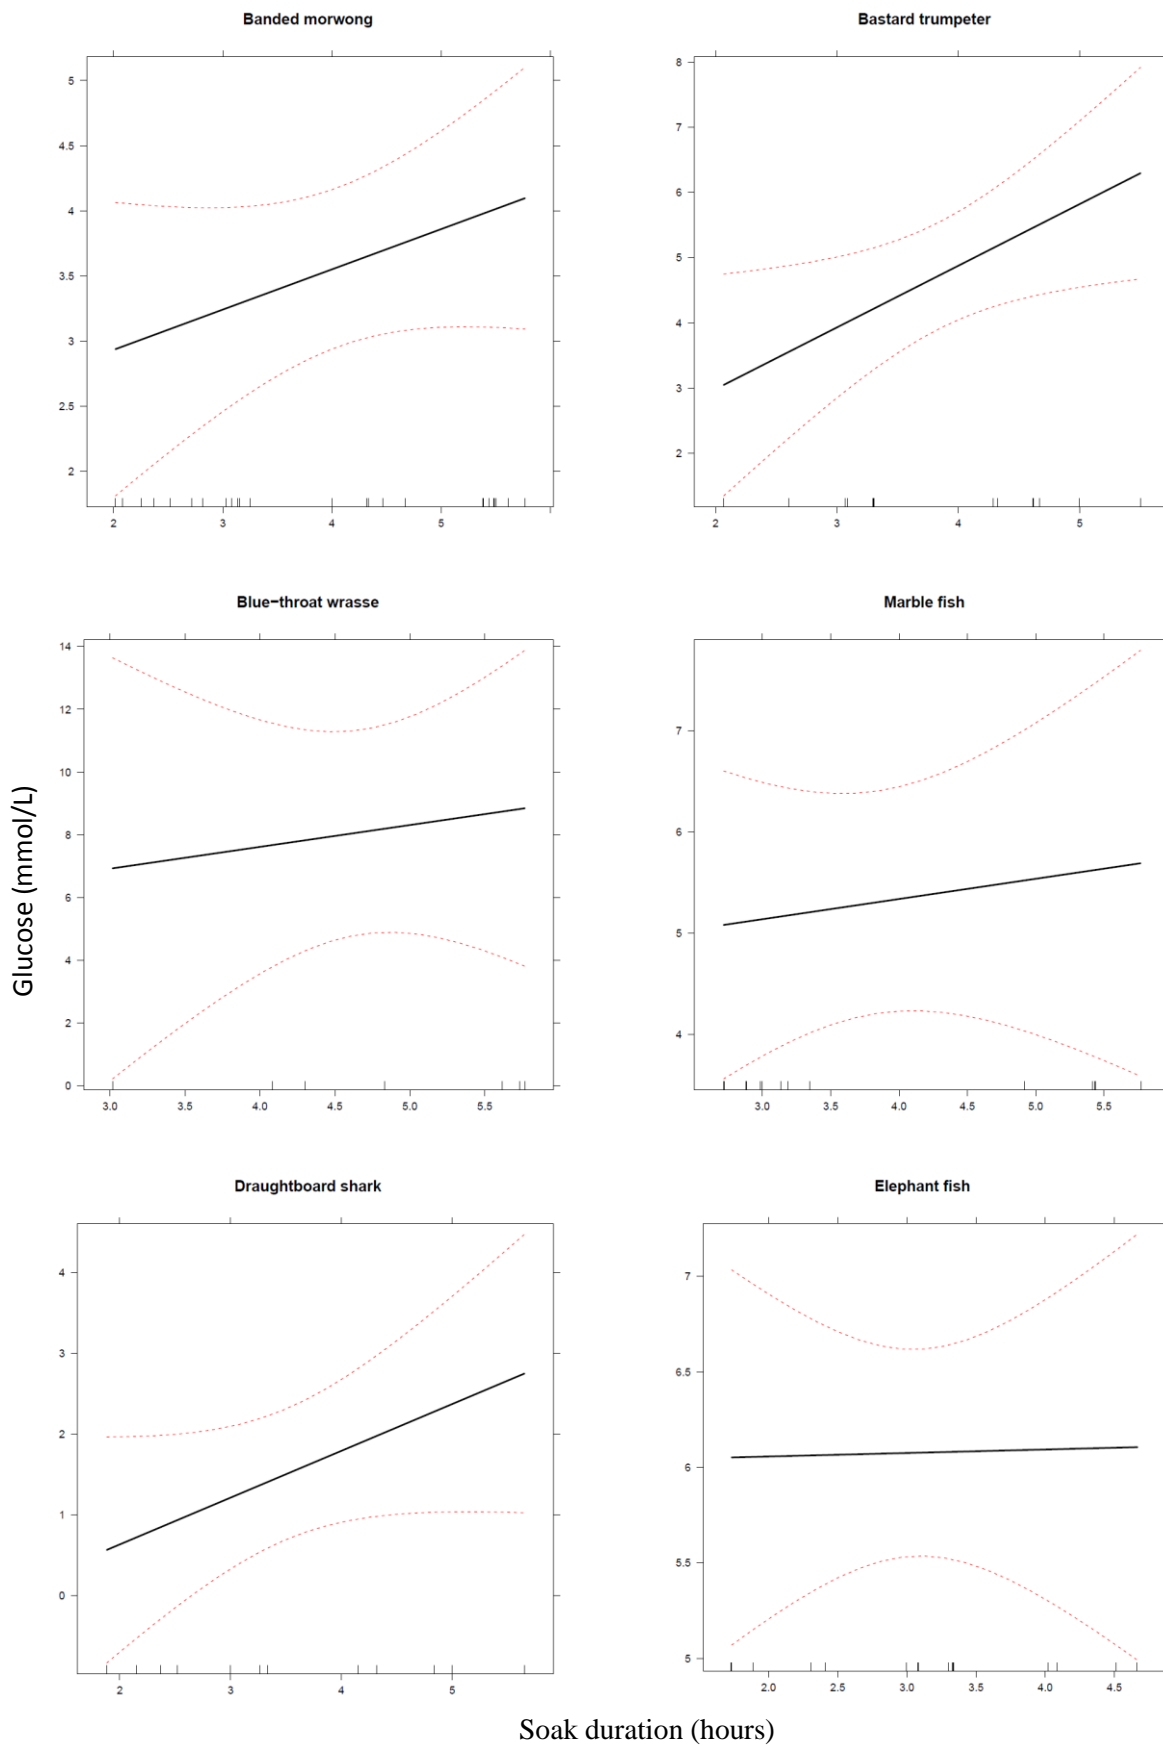 Banded morwong
5
4.5
4
3.5
3
2.5
2
2 3 4 5
Bastard trumpeter
8
7
6
5
4
3
2
2 3 4 5
Blue−throat wrasse
14
12
10
8
6
4
2
0
3.0 3.5 4.0 4.5 5.0 5.5
Marble fish
7
6
5
4
3.0 3.5 4.0 4.5 5.0 5.5
Glucose (mmol/L)
Draughtboard shark
4
3
2
1
0
2 3 4 5
Elephant fish
7
6.5
6
5.5
5
2.0 2.5 3.0 3.5 4.0 4.5
Soak duration (hours)